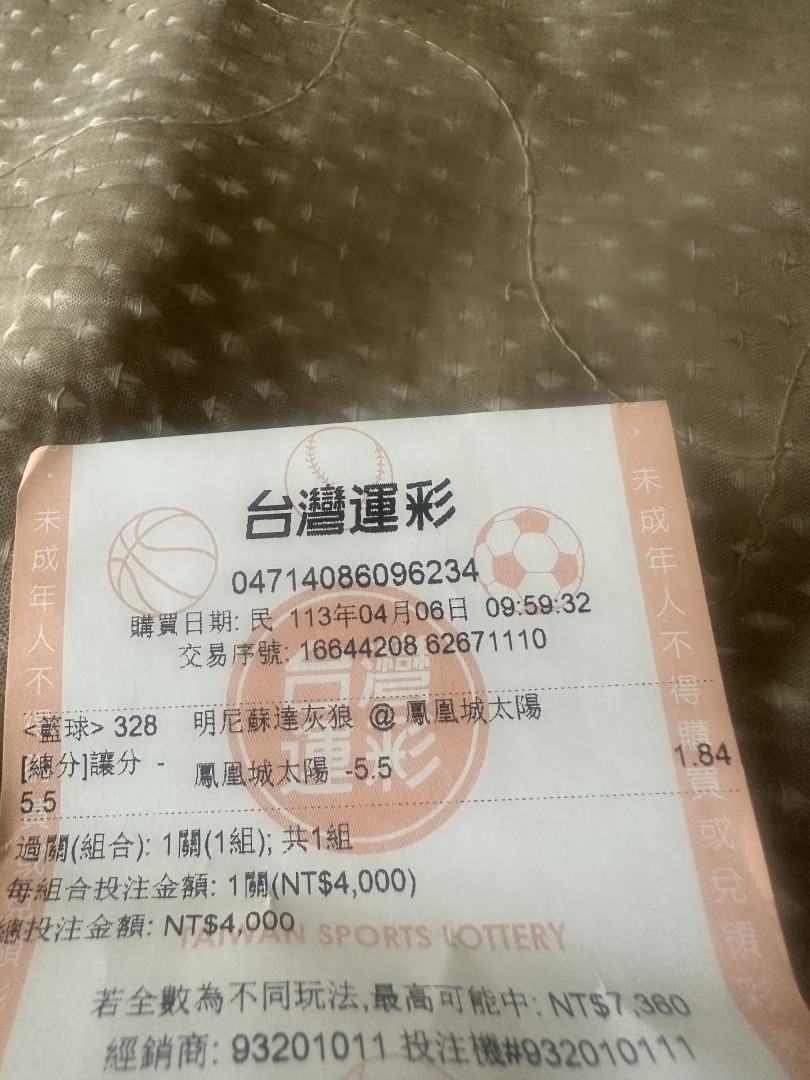 台灣運彩
04714086096234
購買日期: 民 113年04月06日 09:59:32
交易序號: 16644208 62671110
<籃球> 328 明尼蘇達灰狼 @ 鳳凰城太陽
[總分]讓分 -5.5 鳳凰城太陽 -5.5 1.84
過關(組合): 1關(1組); 共1組
每組合投注金額: 1關(NT$4,000)
總投注金額: NT$4,000
TAIWAN SPORTS LOTTERY
若全數為不同玩法,最高可能中: NT$7,360
經銷商: 93201011 投注機#932010111
未成年人不得購買或兌領彩
未成年人不
台灣運彩